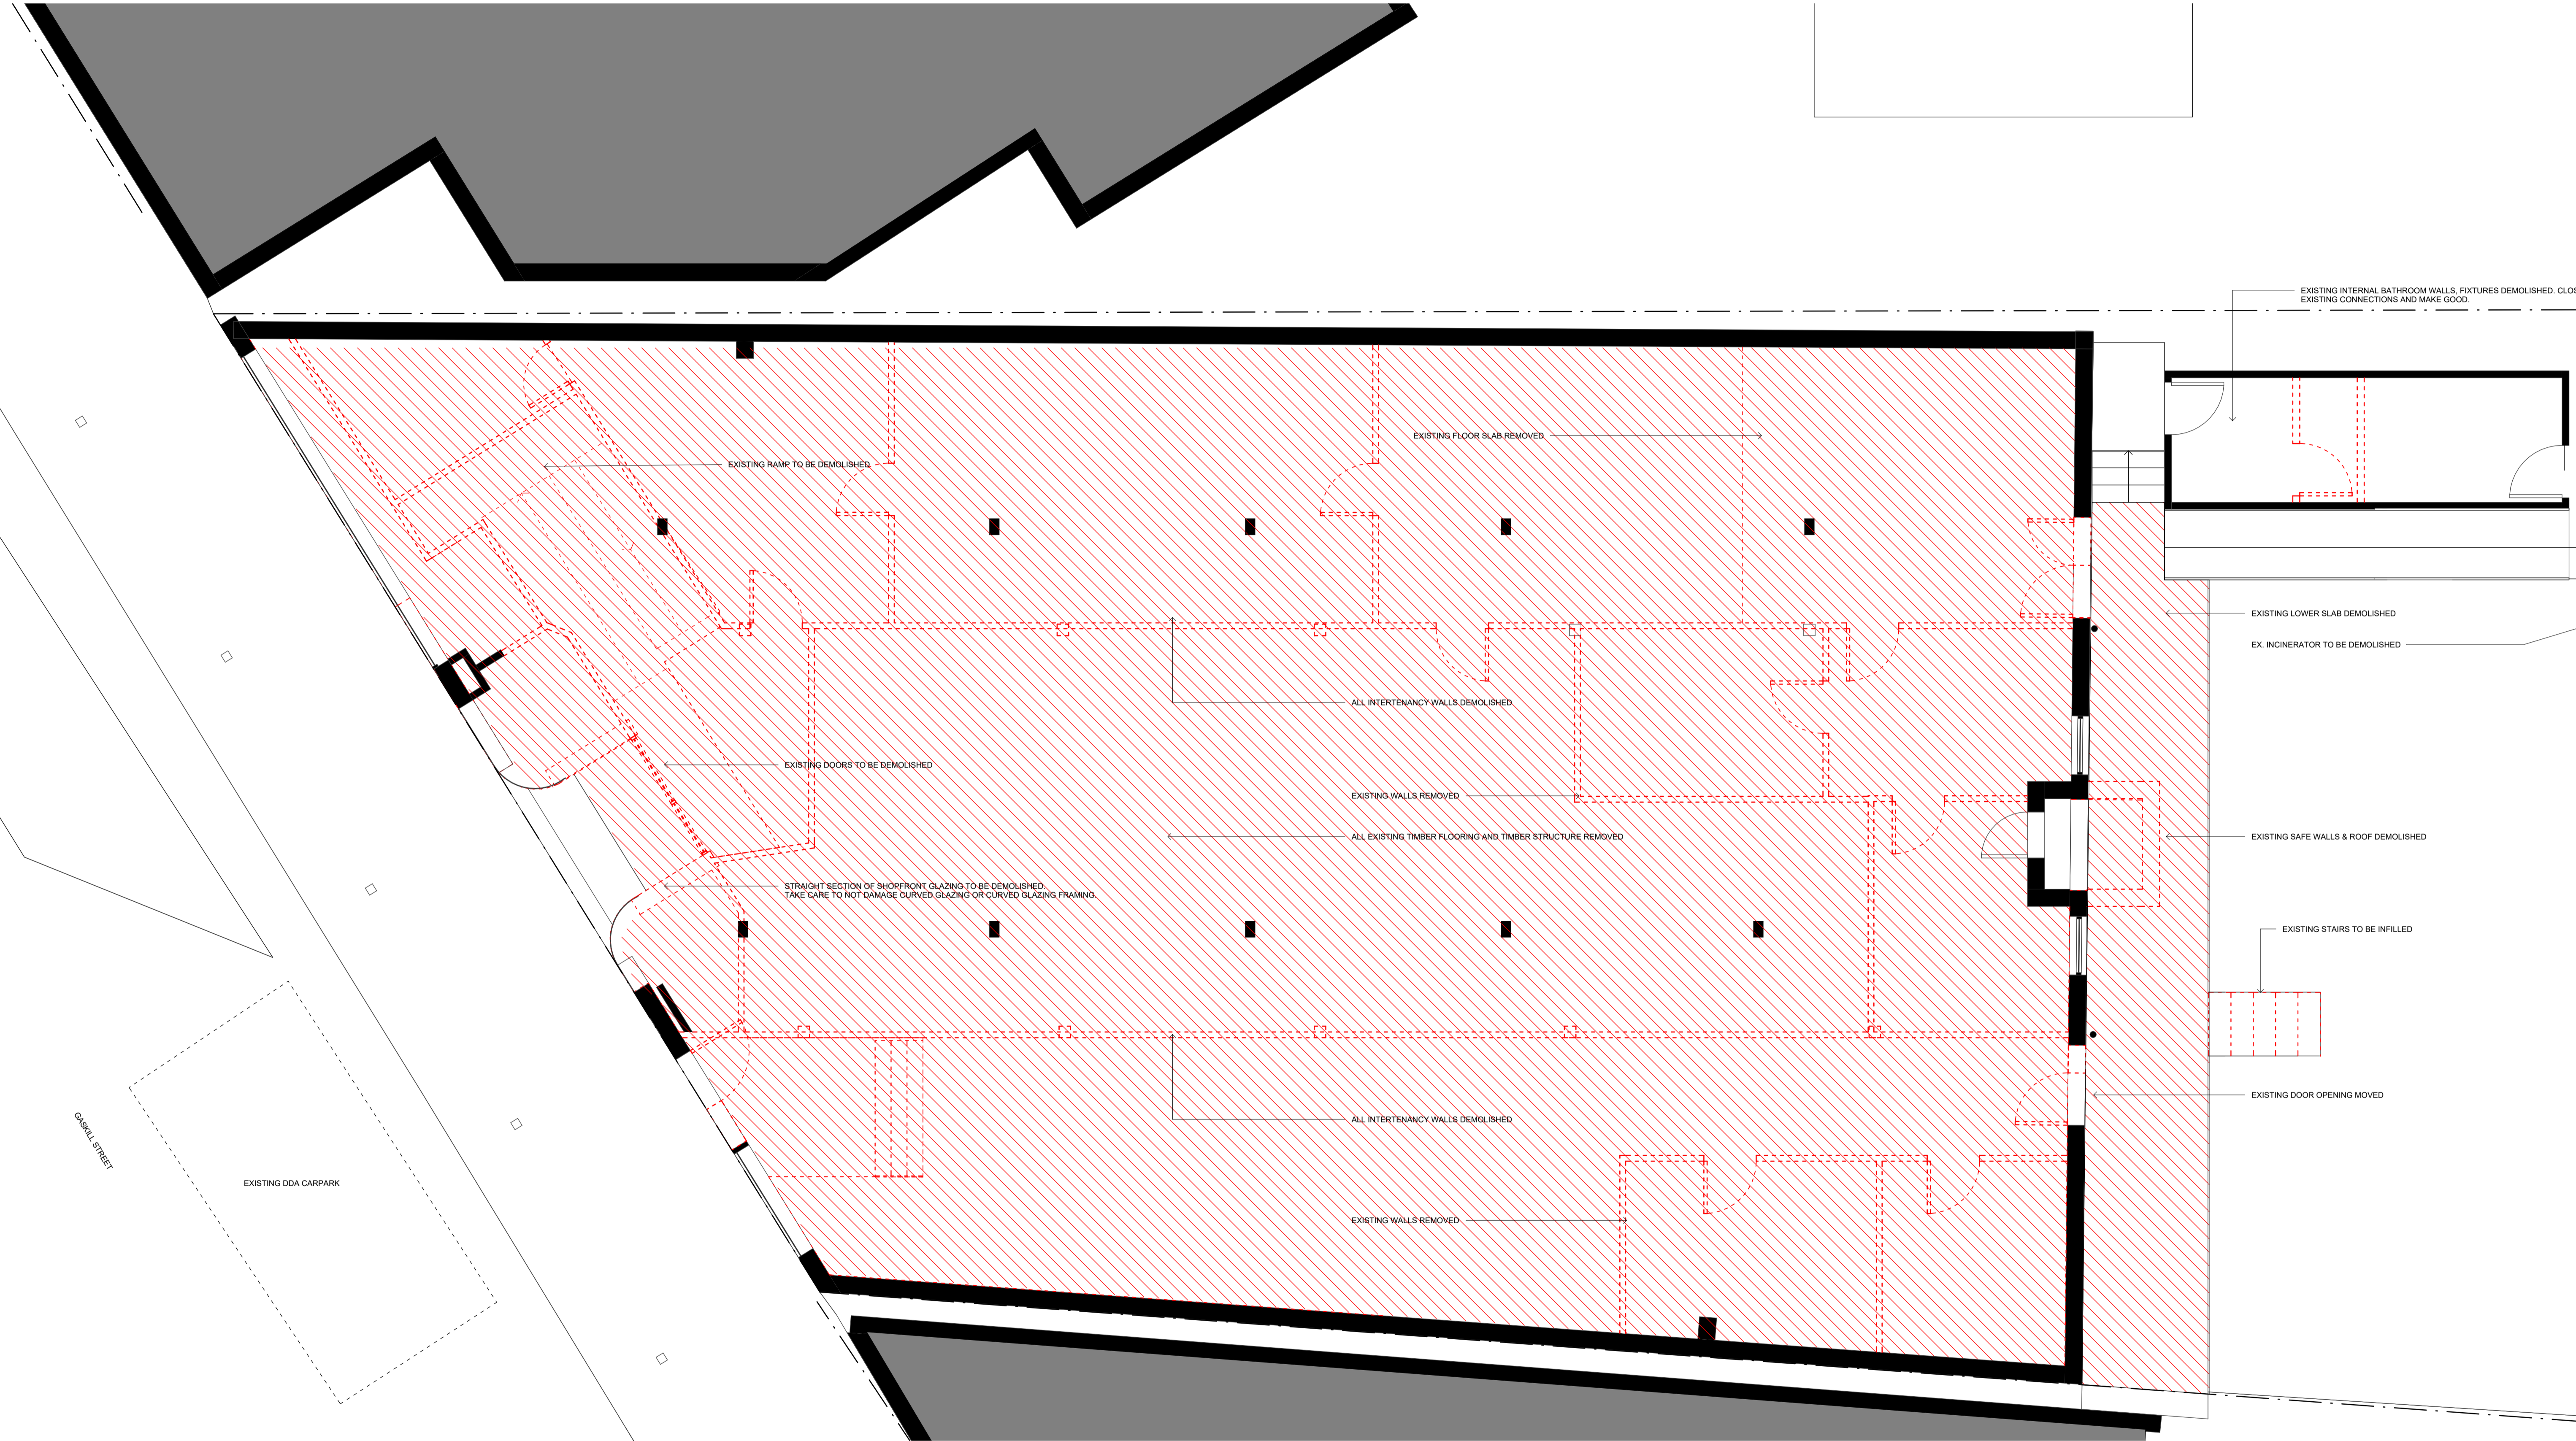 EXISTING INTERNAL BATHROOM WALLS, FIXTURES DEMOLISHED. CLOS
EXISTING CONNECTIONS AND MAKE GOOD.
EXISTING FLOOR SLAB REMOVED
EXISTING RAMP TO BE DEMOLISHED
EXISTING LOWER SLAB DEMOLISHED
EX. INCINERATOR TO BE DEMOLISHED
ALL INTERTENANCY WALLS DEMOLISHED
EXISTING DOORS TO BE DEMOLISHED
EXISTING WALLS REMOVED
ALL EXISTING TIMBER FLOORING AND TIMBER STRUCTURE REMOVED
EXISTING SAFE WALLS & ROOF DEMOLISHED
STRAIGHT SECTION OF SHOPFRONT GLAZING TO BE DEMOLISHED.
TAKE CARE TO NOT DAMAGE CURVED GLAZING OR CURVED GLAZING FRAMING.
EXISTING STAIRS TO BE INFILLED
EXISTING DOOR OPENING MOVED
ALL INTERTENANCY WALLS DEMOLISHED
GASKILL STREET
EXISTING DDA CARPARK
EXISTING WALLS REMOVED